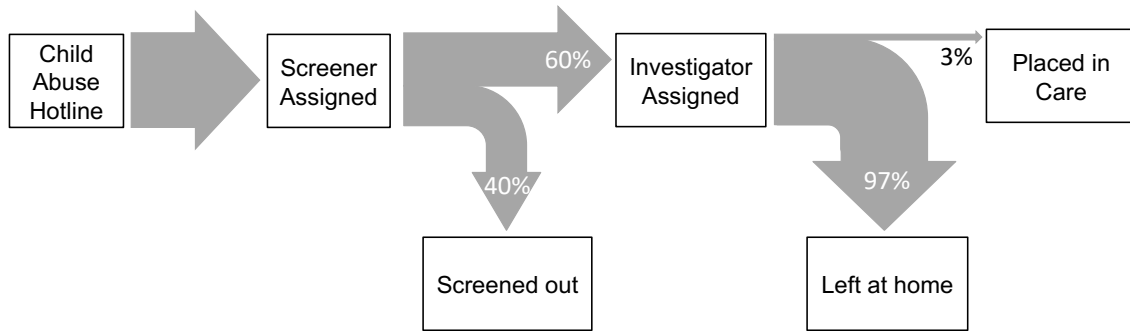 Child
Abuse
Hotline
Screener
Assigned
60%
40%
Screened out
Investigator
Assigned
3%
97%
Placed in
Care
Left at home